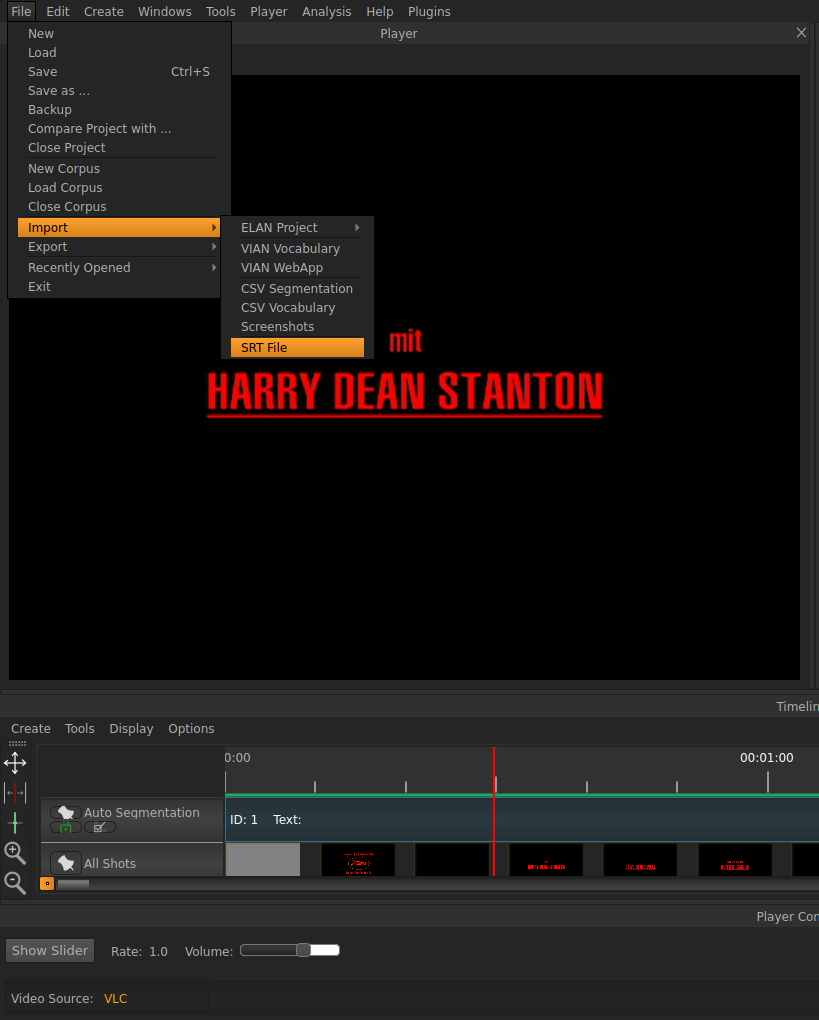 File Edit Create Windows Tools Player Analysis Help Plugins
Player
New
Load
Save Ctrl+S
Save as ...
Backup
Compare Project with ...
Close Project
New Corpus
Load Corpus
Close Corpus
Import
Export
Recently Opened
Exit
ELAN Project
VIAN Vocabulary
VIAN WebApp
CSV Segmentation
CSV Vocabulary
Screenshots
SRT File
mit
HARRY DEAN STANTON
Timelin
Create Tools Display Options
0:00 00:01:00
Auto Segmentation
ID: 1 Text:
All Shots
Player Con
Show Slider Rate: 1.0 Volume:
Video Source: VLC